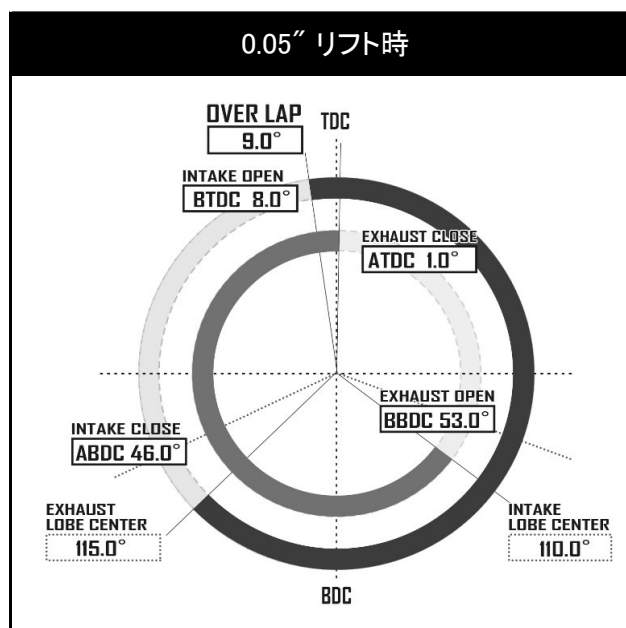 0.05″ リフト時
OVER LAP
9.0°
TDC
INTAKE OPEN
BTDC 8.0°
EXHAUST CLOSE
ATDC 1.0°
EXHAUST OPEN
BBDC 53.0°
INTAKE CLOSE
ABDC 46.0°
EXHAUST
LOBE CENTER
115.0°
INTAKE
LOBE CENTER
110.0°
BDC